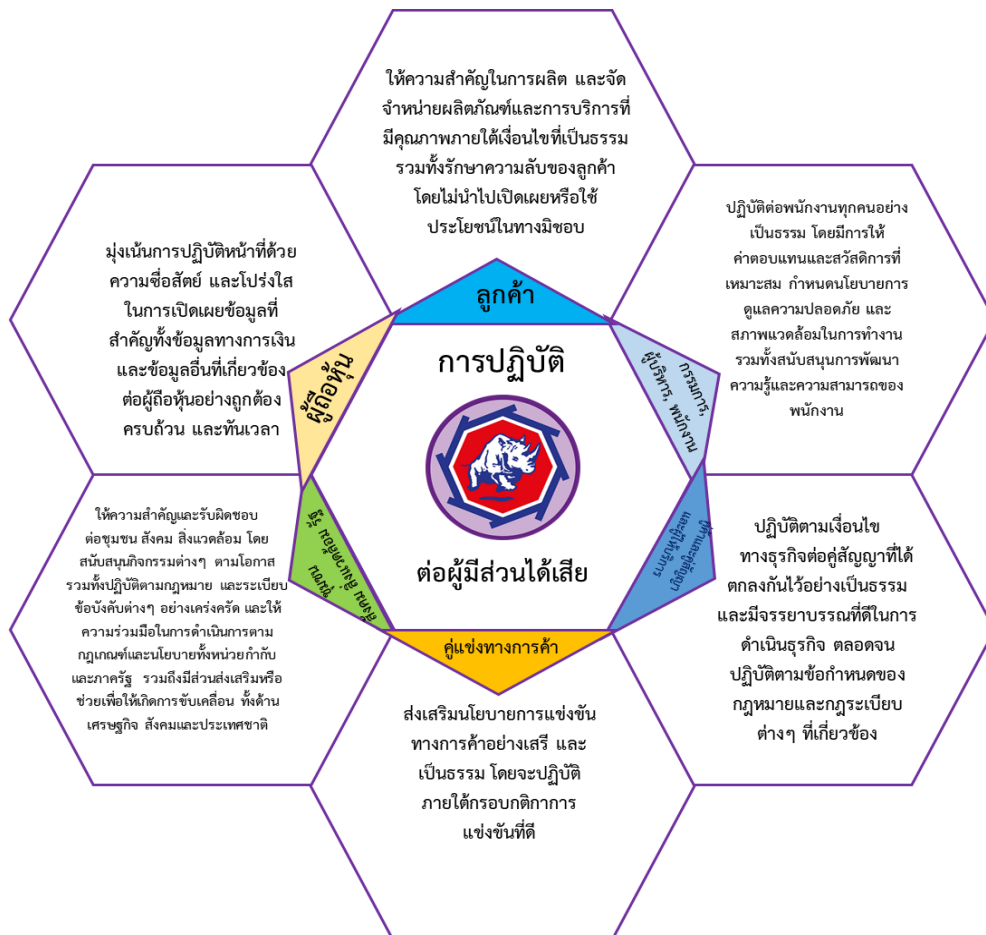 ให้ความสำคัญในการผลิต และจัด
จำหน่ายผลิตภัณฑ์และการบริการที่
มีคุณภาพภายใต้เงื่อนไขที่เป็นธรรม
รวมทั้งรักษาความลับของลูกค้า
โดยไม่นำไปเปิดเผยหรือใช้
ประโยชน์ในทางมิชอบ
ลูกค้า
ปฏิบัติต่อพนักงานทุกคนอย่าง
เป็นธรรม โดยมีการให้
ค่าตอบแทนและสวัสดิการที่
เหมาะสม กำหนดนโยบายการ
ดูแลความปลอดภัย และ
สภาพแวดล้อมในการทำงาน
รวมทั้งสนับสนุนการพัฒนา
ความรู้และความสามารถของ
พนักงาน
กรรมการ,
ผู้บริหาร, พนักงาน
มุ่งเน้นการปฏิบัติหน้าที่ด้วย
ความซื่อสัตย์ และโปร่งใส
ในการเปิดเผยข้อมูลที่
สำคัญทั้งข้อมูลทางการเงิน
และข้อมูลอื่นที่เกี่ยวข้อง
ต่อผู้ถือหุ้นอย่างถูกต้อง
ครบถ้วน และทันเวลา
ผู้ถือหุ้น
การปฏิบัติ
ต่อผู้มีส่วนได้เสีย
ให้ความสำคัญและรับผิดชอบ
ต่อชุมชน สังคม สิ่งแวดล้อม โดย
สนับสนุนกิจกรรมต่างๆ ตามโอกาส
รวมทั้งปฏิบัติตามกฎหมาย และระเบียบ
ข้อบังคับต่างๆ อย่างเคร่งครัด และให้
ความร่วมมือในการดำเนินการตาม
กฎเกณฑ์และนโยบายทั้งหน่วยกำกับ
และภาครัฐ รวมถึงมีส่วนส่งเสริมหรือ
ช่วยเพื่อให้เกิดการขับเคลื่อน ทั้งด้าน
เศรษฐกิจ สังคมและประเทศชาติ
ชุมชน
สังคม สิ่งแวดล้อม รัฐ
ปฏิบัติตามเงื่อนไข
ทางธุรกิจต่อคู่สัญญาที่ได้
ตกลงกันไว้อย่างเป็นธรรม
และมีจรรยาบรรณที่ดีในการ
ดำเนินธุรกิจ ตลอดจน
ปฏิบัติตามข้อกำหนดของ
กฎหมายและกฎระเบียบ
ต่างๆ ที่เกี่ยวข้อง
คู่ค้าและคู่สัญญา
และผู้ให้บริการ
คู่แข่งทางการค้า
ส่งเสริมนโยบายการแข่งขัน
ทางการค้าอย่างเสรี และ
เป็นธรรม โดยจะปฏิบัติ
ภายใต้กรอบกติกาการ
แข่งขันที่ดี